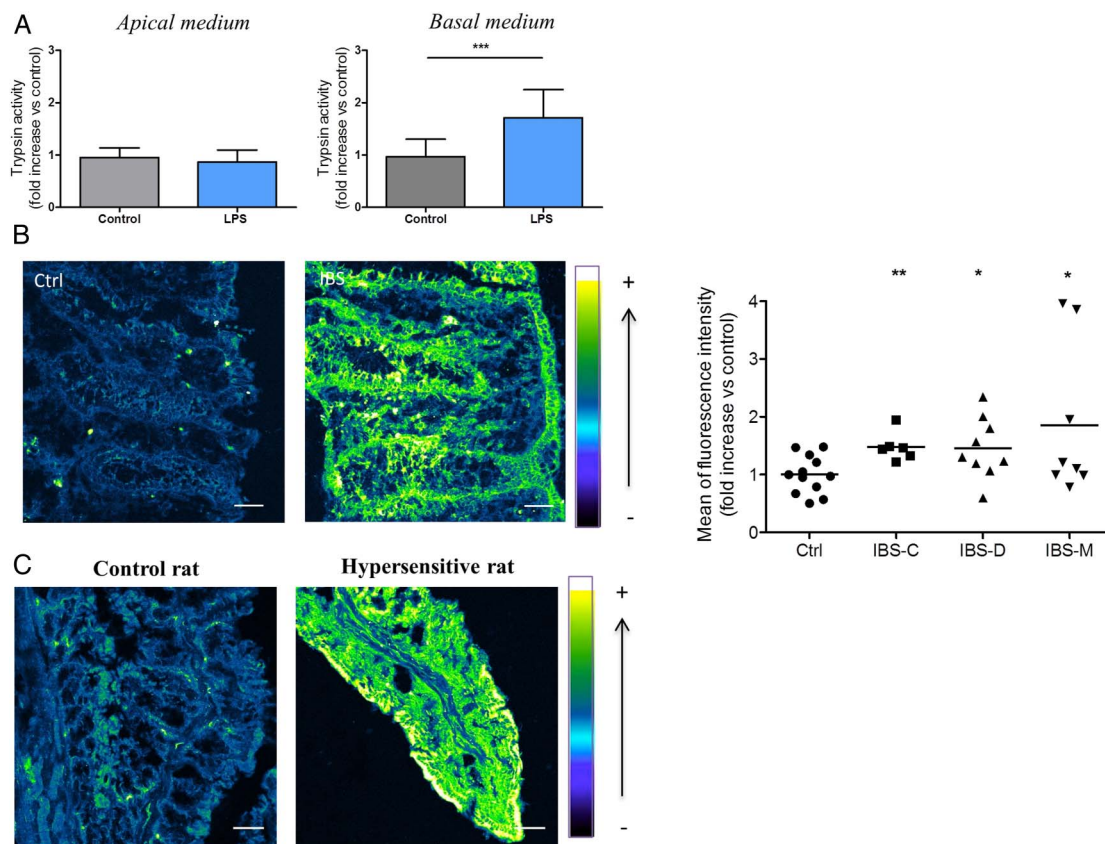 A
Apical medium
Trypsin activity
(fold increase vs control)
3
2
1
0
Control
LPS
Basal medium
***
Trypsin activity
(fold increase vs control)
3
2
1
0
Control
LPS
B
Ctrl
IBS
+
-
** * *
Mean of fluorescence intensity
(fold increase vs control)
4
3
2
1
0
Ctrl
IBS-C
IBS-D
IBS-M
C
Control rat
Hypersensitive rat
+
-